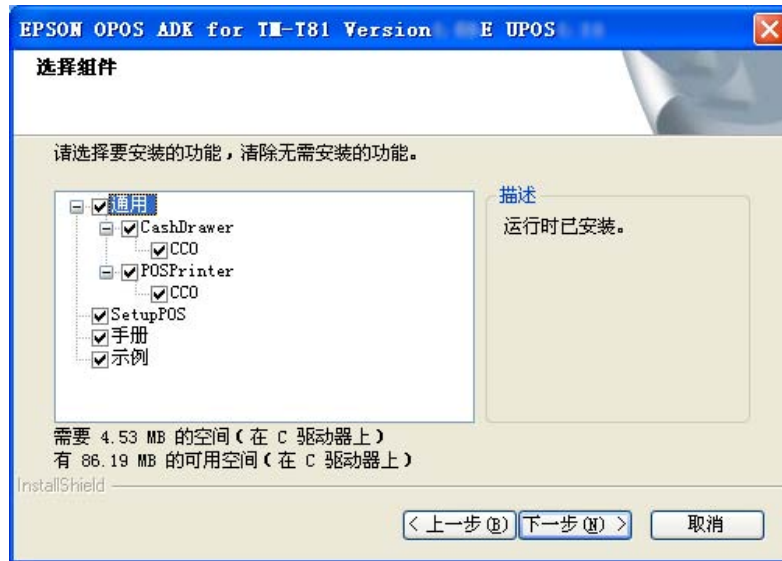 EPSON OPOS ADK for TM-T81 Version E UPOS
选择组件
请选择要安装的功能，清除无需安装的功能。
通用
CashDrawer
CCO
POSPrinter
CCO
SetupPOS
手册
示例
描述
运行时已安装。
需要 4.53 MB 的空间(在 C 驱动器上)
有 86.19 MB 的可用空间(在 C 驱动器上)
InstallShield
< 上一步(B) 下一步(N) > 取消